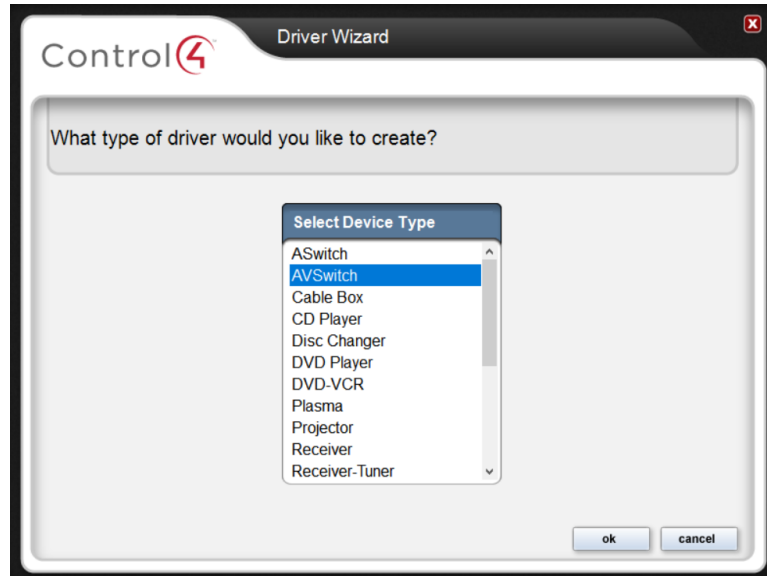 Control4
Driver Wizard
What type of driver would you like to create?
Select Device Type
ASwitch
AVSwitch
Cable Box
CD Player
Disc Changer
DVD Player
DVD-VCR
Plasma
Projector
Receiver
Receiver-Tuner
ok cancel